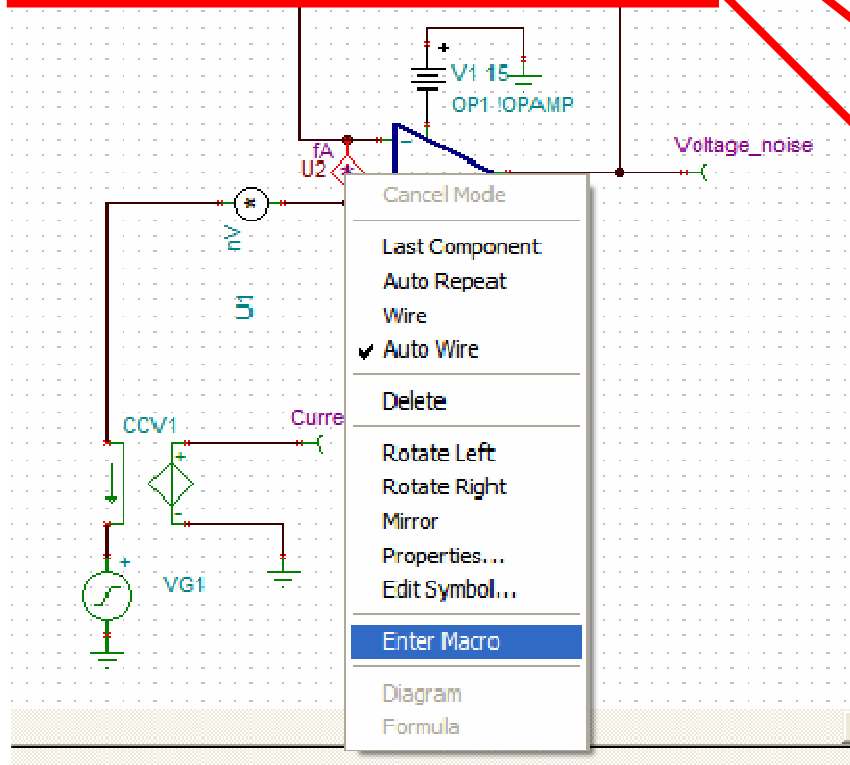 V1 15
OP1 !OPAMP
fA
Voltage_noise
U2
Cancel Mode
nV
Last Component
Auto Repeat
U1
Wire
Auto Wire
Delete
CCV1
Curre
Rotate Left
Rotate Right
Mirror
Properties...
VG1
Edit Symbol...
Enter Macro
Diagram
Formula